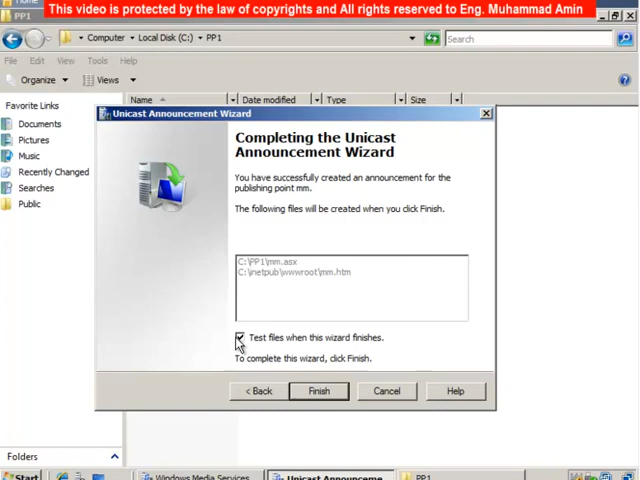 Home
This video is protected by the law of copyrights and All rights reserved to Eng. Muhammad Amin
PP1
Computer ▸ Local Disk (C:) ▸ PP1
Search
File Edit View Tools Help
Organize Views
Favorite Links
Name Date modified Type Size
Documents
Pictures
Music
Recently Changed
Searches
Public
Unicast Announcement Wizard
Completing the Unicast
Announcement Wizard
You have successfully created an announcement for the
publishing point mm.
The following files will be created when you click Finish.
C:\PP1\mm.asx
C:\inetpub\wwwroot\mm.htm
Test files when this wizard finishes.
To complete this wizard, click Finish.
< Back Finish Cancel Help
Folders
Start Windows Media Services Unicast Announceme... PP1